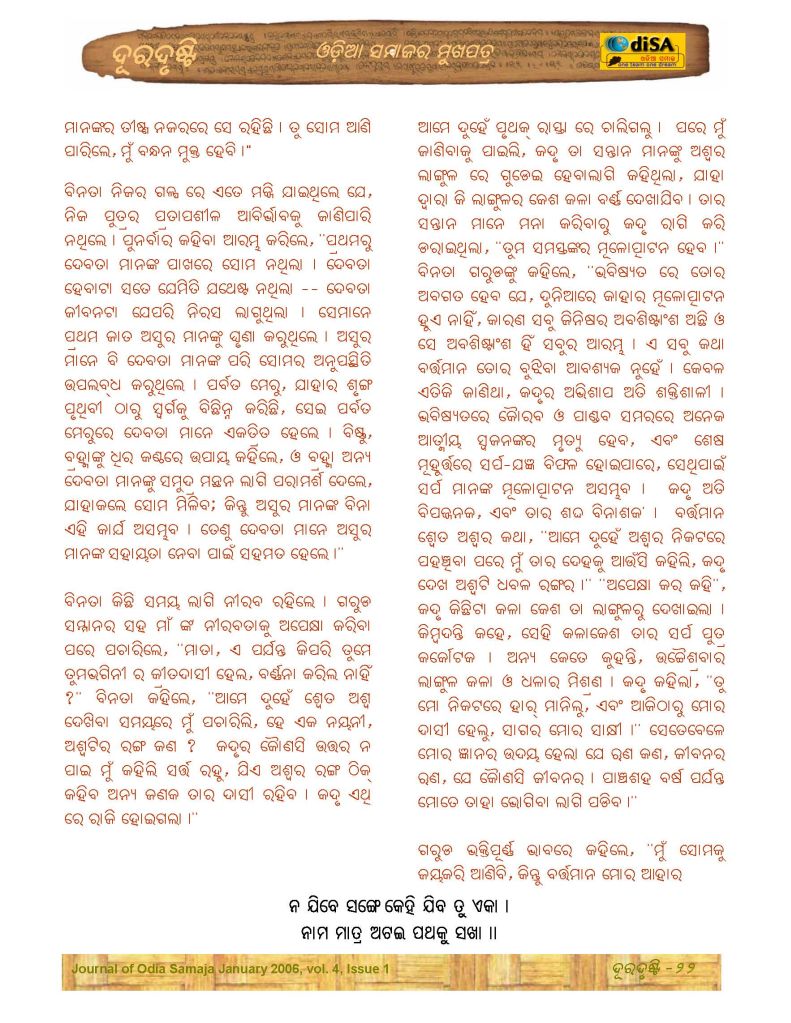 ଦୂରଦୃଷ୍ଟି
ଓଡ଼ିଆ ସମାଜର ମୁଖପତ୍ର
diSA
ଓଡିଆ ସମାଜ
one team one dream
ମାନଙ୍କର ତୀଷ୍ଣ ନଜରରେ ସେ ରହିଛି । ତୁ ସୋମ ଆଣି
ପାରିଲେ, ମୁଁ ବନ୍ଧନ ମୁକ୍ତ ହେବି ।"
ବିନତା ନିଜର ଗଳ୍ପ ରେ ଏତେ ମଜ୍ଜି ଯାଇଥିଲେ ଯେ,
ନିଜ ପୁତ୍ରର ପ୍ରତାପଶୀଳ ଆବିର୍ଭାବକୁ ଜାଣିପାରି
ନଥିଲେ । ପୁନର୍ବାର କହିବା ଆରମ୍ଭ କରିଲେ, ¨ପ୍ରଥମରୁ
ଦେବତା ମାନଙ୍କ ପାଖରେ ସୋମ ନଥିଲା । ଦେବତା
ହେବାଟା ସତେ ଯେମିତି ଯଥେଷ୍ଟ ନଥିଲା -- ଦେବତା
ଜୀବନଟା ଯେପରି ନିରସ ଲାଗୁଥିଲା । ସେମାନେ
ପ୍ରଥମ ଜାତ ଅସୁର ମାନଙ୍କୁ ଘୃଣା କରୁଥିଲେ । ଅସୁର
ମାନେ ବି ଦେବତା ମାନଙ୍କ ପରି ସୋମର ଅନୁପସ୍ଥିତି
ଉପଲବ୍ଧ କରୁଥିଲେ । ପର୍ବତ ମେରୁ, ଯାହାର ଶୃଙ୍ଗ
ପୃଥିବୀ ଠାରୁ ସ୍ୱର୍ଗକୁ ବିଛିନ୍ନ କରିଛି, ସେଇ ପର୍ବତ
ମେରୁରେ ଦେବତା ମାନେ ଏକତିତ ହେଲେ । ବିଷ୍ଣୁ,
ବହ୍ମାଙ୍କୁ ଧିର କଣ୍ଠରେ ଉପାୟ କହିଲେ, ଓ ବ୍ରହ୍ମା ଅନ୍ୟ
ଦେବତା ମାନଙ୍କୁ ସମୁଦ୍ର ମନ୍ଥନ ଲାଗି ପରାମର୍ଶ ଦେଲେ,
ଯାହାକଲେ ସୋମ ମିଳିବ; କିନ୍ତୁ ଅସୁର ମାନଙ୍କ ବିନା
ଏହି କାର୍ଯ ଅସମ୍ଭବ । ତେଣୁ ଦେବତା ମାନେ ଅସୁର
ମାନଙ୍କ ସହାୟତା ନେବା ପାଇଁ ସହମତ ହେଲେ ।¨
ବିନତା କିଛି ସମୟ ଲାଗି ନୀରବ ରହିଲେ । ଗରୁଡ
ସମ୍ମାନର ସହ ମାଁ ଙ୍କ ନୀରବତାକୁ ଅପେକ୍ଷା କରିବା
ପରେ ପଚାରିଲେ, ¨ମାତା, ଏ ପର୍ଯନ୍ତ କିପରି ତୁମେ
ତୁମଭଗିନୀ ର କ୍ରୀତଦାସୀ ହେଲ, ବର୍ଣ୍ଣନା କରିଲ ନାହିଁ
?¨ ବିନତା କହିଲେ, ¨ଆମେ ଦୁହେଁ ଶ୍ୱେତ ଅଶ୍ୱ
ଦେଖିବା ସମୟରେ ମୁଁ ପଚାରିଲି, ହେ ଏକ ନୟନୀ,
ଅଶ୍ୱଟିର ରଙ୍ଗ କଣ ? କଦୃର କୌଣସି ଉତ୍ତର ନ
ପାଇ ମୁଁ କହିଲି ସର୍ତ୍ତ ରହୁ, ଯିଏ ଅଶ୍ୱର ରଙ୍ଗ ଠିକ୍
କହିବ ଅନ୍ୟ ଜଣକ ତାର ଦାସୀ ରହିବ । କଦୃ ଏଥି
ରେ ରାଜି ହୋଇଗଲା ।¨
ଆମେ ଦୁହେଁ ପୃଥକ୍ ରାସ୍ତା ରେ ଚାଲିଗଲୁ । ପରେ ମୁଁ
ଜାଣିବାକୁ ପାଇଲି, କଦୃ ତା ସନ୍ତାନ ମାନଙ୍କୁ ଅଶ୍ୱର
ଲାଙ୍ଗୁଳ ରେ ଗୁଡେଇ ହେବାଲାଗି କହିଥିଲା, ଯାହା
ଦ୍ୱାରା କି ଲାଙ୍ଗୁଳର କେଶ କଳା ବର୍ଣ୍ଣ ଦେଖାଯିବ । ତାର
ସନ୍ତାନ ମାନେ ମନା କରିବାରୁ କଦୃ ରାଗି କରି
ଡରାଇଥିଲା, ¨ତୁମ ସମସ୍ତଙ୍କର ମୂଳୋତ୍ପାଟନ ହେବ ।¨
ବିନତା ଗରୁଡଙ୍କୁ କହିଲେ, ¨ଭବିଷ୍ୟତ ରେ ତୋର
ଅବଗତ ହେବ ଯେ, ଦୁନିଆରେ କାହାର ମୂଳୋତ୍ପାଟନ
ହୁଏ ନାହିଁ, କାରଣ ସବୁ ଜିନିଷର ଅବଶିଷ୍ଟାଂଶ ଅଛି ଓ
ସେ ଅବଶିଷ୍ଟାଂଶ ହିଁ ସବୁର ଆରମ୍ଭ । ଏ ସବୁ କଥା
ବର୍ତ୍ତମାନ ତୋର ବୁଝିବା ଆବଶ୍ୟକ ନୁହେଁ । କେବଳ
ଏତିକି ଜାଣିଥା, କଦୃର ଅଭିଶାପ ଅତି ଶକ୍ତିଶାଳୀ ।
ଭବିଷ୍ୟତରେ କୌରବ ଓ ପାଣ୍ଡବ ସମରରେ ଅନେକ
ଆତ୍ମୀୟ ସ୍ୱଜନଙ୍କର ମୃତ୍ୟୁ ହେବ, ଏବଂ ଶେଷ
ମୂହୂର୍ତ୍ତରେ ସର୍ପ-ଯଜ୍ଞ ବିଫଳ ହୋଇପାରେ, ସେଥିପାଇଁ
ସର୍ପ ମାନଙ୍କ ମୂଳୋତ୍ପାଟନ ଅସମ୍ଭବ । କଦୃ ଅତି
ବିପଜ୍ଜନକ, ଏବଂ ତାର ଶବ୍ଦ ବିନାଶକ । ବର୍ତ୍ତମାନ
ଶ୍ୱେତ ଅଶ୍ୱର କଥା, ¨ଆମେ ଦୁହେଁ ଅଶ୍ୱର ନିକଟରେ
ପହଞ୍ଚିବା ପରେ ମୁଁ ତାର ଦେହକୁ ଆଉଁସି କହିଲି, କଦୃ
ଦେଖ ଅଶ୍ୱଟି ଧବଳ ରଙ୍ଗର ।¨ ¨ଅପେକ୍ଷା କର କହି¨,
କଦୃ କିଛିଟା କଳା କେଶ ତା ଲାଙ୍ଗୁଳରୁ ଦେଖାଇଲା ।
କିମ୍ବଦନ୍ତି କହେ, ସେହି କଳାକେଶ ତାର ସର୍ପ ପୁତ୍ର
କର୍କୋଟକ । ଅନ୍ୟ କେତେ କୁହନ୍ତି, ଉଚ୍ଚୈଶ୍ରବାର
ଲାଙ୍ଗୁଳ କଳା ଓ ଧଳାର ମିଶ୍ରଣ । କଦୃ କହିଲା, ¨ତୁ
ମୋ ନିକଟରେ ହାର୍ ମାନିଲୁ, ଏବଂ ଆଜିଠାରୁ ମୋର
ଦାସୀ ହେଲୁ, ସାଗର ମୋର ସାକ୍ଷୀ ।¨ ସେତେବେଳେ
ମୋର ଜ୍ଞାନର ଉଦୟ ହେଲା ଯେ ଋଣ କଣ, ଜୀବନର
ଋଣ, ଯେ କୌଣସି ଜୀବନର । ପାଞ୍ଚଶହ ବର୍ଷ ପର୍ଯନ୍ତ
ମୋତେ ତାହା ଭୋଗିବା ଲାଗି ପଡିବ ।¨
ଗରୁଡ ଭକ୍ତିପୂର୍ଣ୍ଣ ଭାବରେ କହିଲେ, ¨ମୁଁ ସୋମକୁ
ଜୟକରି ଆଣିବି, କିନ୍ତୁ ବର୍ତ୍ତମାନ ମୋର ଆହାର
ନ ଯିବେ ସଙ୍ଗେ କେହି ଯିବ ତୁ ଏକା ।
ନାମ ମାତ୍ର ଅଟଇ ପଥକୁ ସଖା ॥
Journal of Odia Samaja January 2006, vol. 4, Issue 1
ଦୂରଦୃଷ୍ଟି - ୨୨